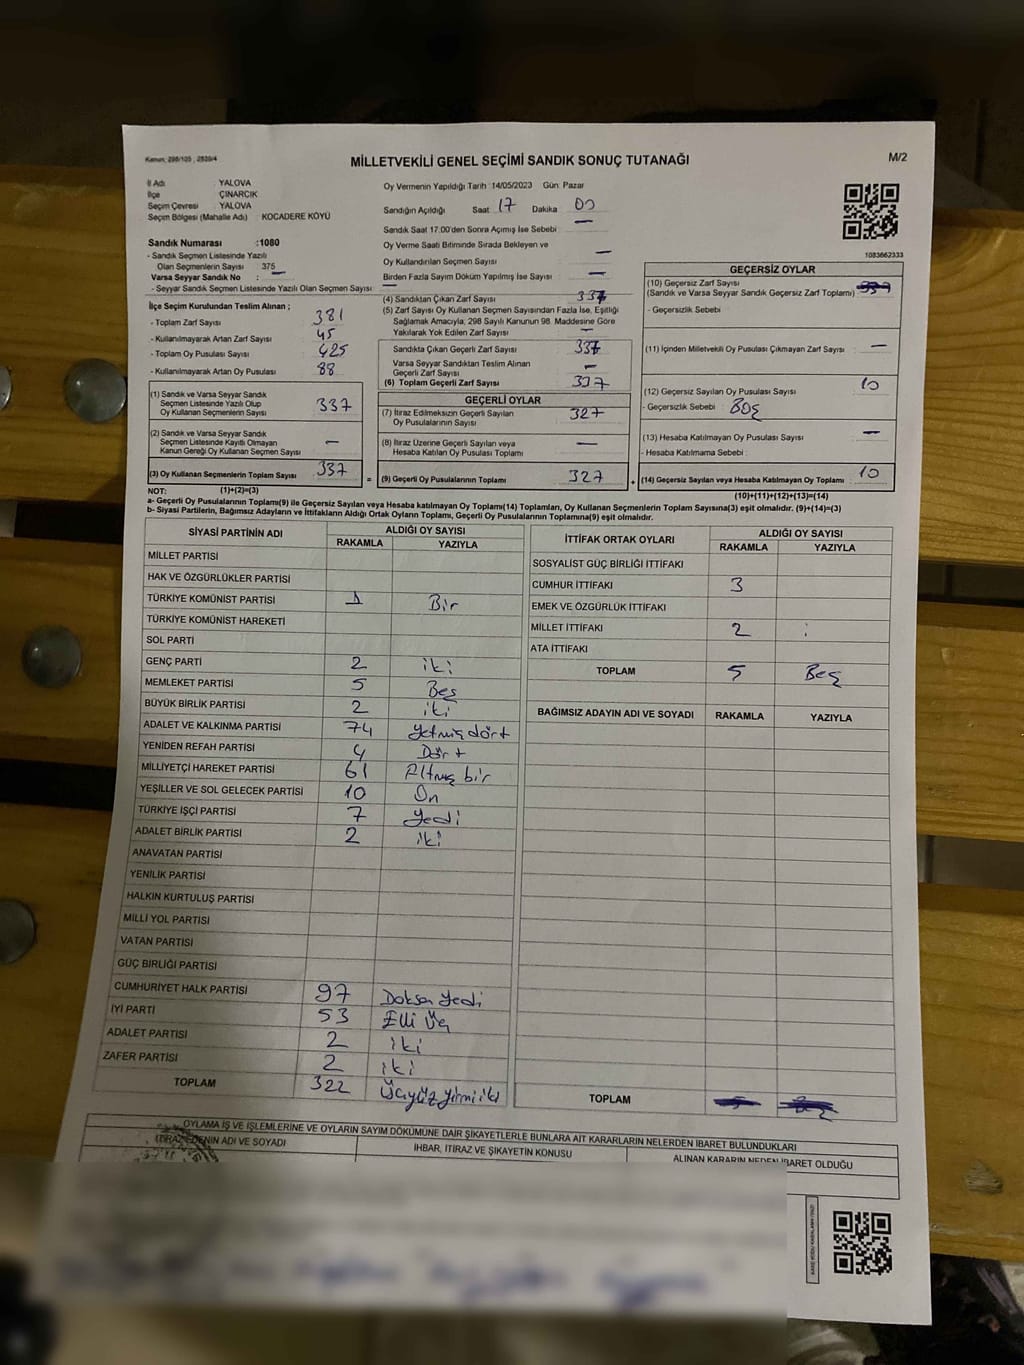 Kanun: 298/105 , 2839/4
MİLLETVEKİLİ GENEL SEÇİMİ SANDIK SONUÇ TUTANAĞI
M/2
İl Adı : YALOVA
İlçe : ÇINARCIK
Seçim Çevresi : YALOVA
Seçim Bölgesi (Mahalle Adı) : KOCADERE KÖYÜ
Sandık Numarası :1080
- Sandık Seçmen Listesinde Yazılı
Olan Seçmenlerin Sayısı : 375
Varsa Seyyar Sandık No : —
- Seyyar Sandık Seçmen Listesinde Yazılı Olan Seçmen Sayısı : —
İlçe Seçim Kurulundan Teslim Alınan ;
- Toplam Zarf Sayısı 381
- Kullanılmayarak Artan Zarf Sayısı 45
- Toplam Oy Pusulası Sayısı 425
- Kullanılmayarak Artan Oy Pusulası 88
(1) Sandık ve Varsa Seyyar Sandık
Seçmen Listesinde Yazılı Olup
Oy Kullanan Seçmenlerin Sayısı 337
(2) Sandık ve Varsa Seyyar Sandık
Seçmen Listesinde Kayıtlı Olmayan
Kanun Gereği Oy Kullanan Seçmen Sayısı —
(3) Oy Kullanan Seçmenlerin Toplam Sayısı 337
Oy Vermenin Yapıldığı Tarih :14/05/2023 Gün: Pazar
Sandığın Açıldığı Saat 17 Dakika 00
Sandık Saat 17.00'den Sonra Açılmış İse Sebebi —
Oy Verme Saati Bitiminde Sırada Bekleyen ve
Oy Kullandırılan Seçmen Sayısı —
Birden Fazla Sayım Döküm Yapılmış İse Sayısı —
(4) Sandıktan Çıkan Zarf Sayısı 337
(5) Zarf Sayısı Oy Kullanan Seçmen Sayısından Fazla İse, Eşitliği
Sağlamak Amacıyla, 298 Sayılı Kanunun 98. Maddesine Göre
Yakılarak Yok Edilen Zarf Sayısı —
Sandıkta Çıkan Geçerli Zarf Sayısı 337
Varsa Seyyar Sandıktan Teslim Alınan
Geçerli Zarf Sayısı —
(6) Toplam Geçerli Zarf Sayısı 337
GEÇERLİ OYLAR
(7) İtiraz Edilmeksizin Geçerli Sayılan
Oy Pusulalarının Sayısı 327
(8) İtiraz Üzerine Geçerli Sayılan veya
Hesaba Katılan Oy Pusulası Toplamı —
= (9) Geçerli Oy Pusulalarının Toplamı 327
1083662333
GEÇERSİZ OYLAR
(10) Geçersiz Zarf Sayısı
(Sandık ve Varsa Seyyar Sandık Geçersiz Zarf Toplamı)
- Geçersizlik Sebebi
(11) İçinden Milletvekili Oy Pusulası Çıkmayan Zarf Sayısı —
(12) Geçersiz Sayılan Oy Pusulası Sayısı 10
- Geçersizlik Sebebi : Boş
(13) Hesaba Katılmayan Oy Pusulası Sayısı —
- Hesaba Katılmama Sebebi :
+ (14) Geçersiz Sayılan veya Hesaba Katılmayan Oy Toplamı 10
NOT: (1)+(2)=(3) (10)+(11)+(12)+(13)=(14)
a- Geçerli Oy Pusulalarının Toplamı(9) ile Geçersiz Sayılan veya Hesaba Katılmayan Oy Toplamı(14) Toplamları, Oy Kullanan Seçmenlerin Toplam Sayısına(3) eşit olmalıdır. (9)+(14)=(3)
b- Siyasi Partilerin, Bağımsız Adayların ve İttifakların Aldığı Oyların Toplamı, Geçerli Oy Pusulalarının Toplamına(9) eşit olmalıdır.
SİYASİ PARTİNİN ADI ALDIĞI OY SAYISI
RAKAMLA YAZIYLA
MİLLET PARTİSİ
HAK VE ÖZGÜRLÜKLER PARTİSİ
TÜRKİYE KOMÜNİST PARTİSİ 1 Bir
TÜRKİYE KOMÜNİST HAREKETİ
SOL PARTİ
GENÇ PARTİ 2 iki
MEMLEKET PARTİSİ 5 Beş
BÜYÜK BİRLİK PARTİSİ 2 iki
ADALET VE KALKINMA PARTİSİ 74 Yetmiş dört
YENİDEN REFAH PARTİSİ 4 Dört
MİLLİYETÇİ HAREKET PARTİSİ 61 Altmış bir
YEŞİLLER VE SOL GELECEK PARTİSİ 10 On
TÜRKİYE İŞÇİ PARTİSİ 7 Yedi
ADALET BİRLİK PARTİSİ 2 iki
ANAVATAN PARTİSİ
YENİLİK PARTİSİ
HALKIN KURTULUŞ PARTİSİ
MİLLİ YOL PARTİSİ
VATAN PARTİSİ
GÜÇ BİRLİĞİ PARTİSİ
CUMHURİYET HALK PARTİSİ 97 Doksan Yedi
İYİ PARTİ 53 Elli Üç
ADALET PARTİSİ 2 iki
ZAFER PARTİSİ 2 iki
TOPLAM 322 Üçyüz yirmi iki
İTTİFAK ORTAK OYLARI ALDIĞI OY SAYISI
RAKAMLA YAZIYLA
SOSYALİST GÜÇ BİRLİĞİ İTTİFAKI
CUMHUR İTTİFAKI 3
EMEK VE ÖZGÜRLÜK İTTİFAKI
MİLLET İTTİFAKI 2
ATA İTTİFAKI
TOPLAM 5 Beş
BAĞIMSIZ ADAYIN ADI VE SOYADI RAKAMLA YAZIYLA
TOPLAM
OYLAMA İŞ VE İŞLEMLERİNE VE OYLARIN SAYIM DÖKÜMÜNE DAİR ŞİKAYETLERLE BUNLARA AİT KARARLARIN NELERDEN İBARET BULUNDUKLARI
İTİRAZ EDENİN ADI VE SOYADI İHBAR, İTİRAZ VE ŞİKAYETİN KONUSU ALINAN KARARIN NEDEN İBARET OLDUĞU